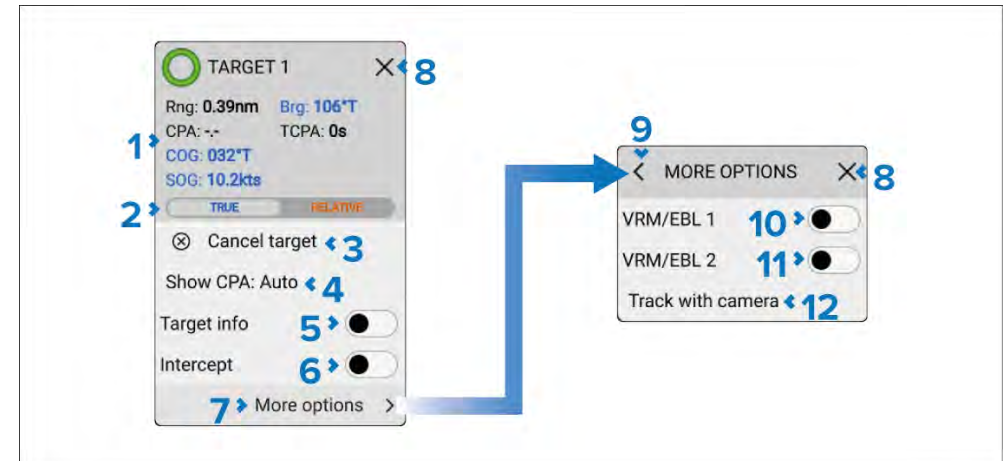 TARGET 1
8
Rng: 0.39nm Brg: 106°T
1 CPA: -.- TCPA: 0s
COG: 032°T
SOG: 10.2kts
2 TRUE RELATIVE
Cancel target 3
Show CPA: Auto 4
Target info 5
Intercept 6
7 More options >
9
< MORE OPTIONS 8
VRM/EBL 1 10
VRM/EBL 2 11
Track with camera 12